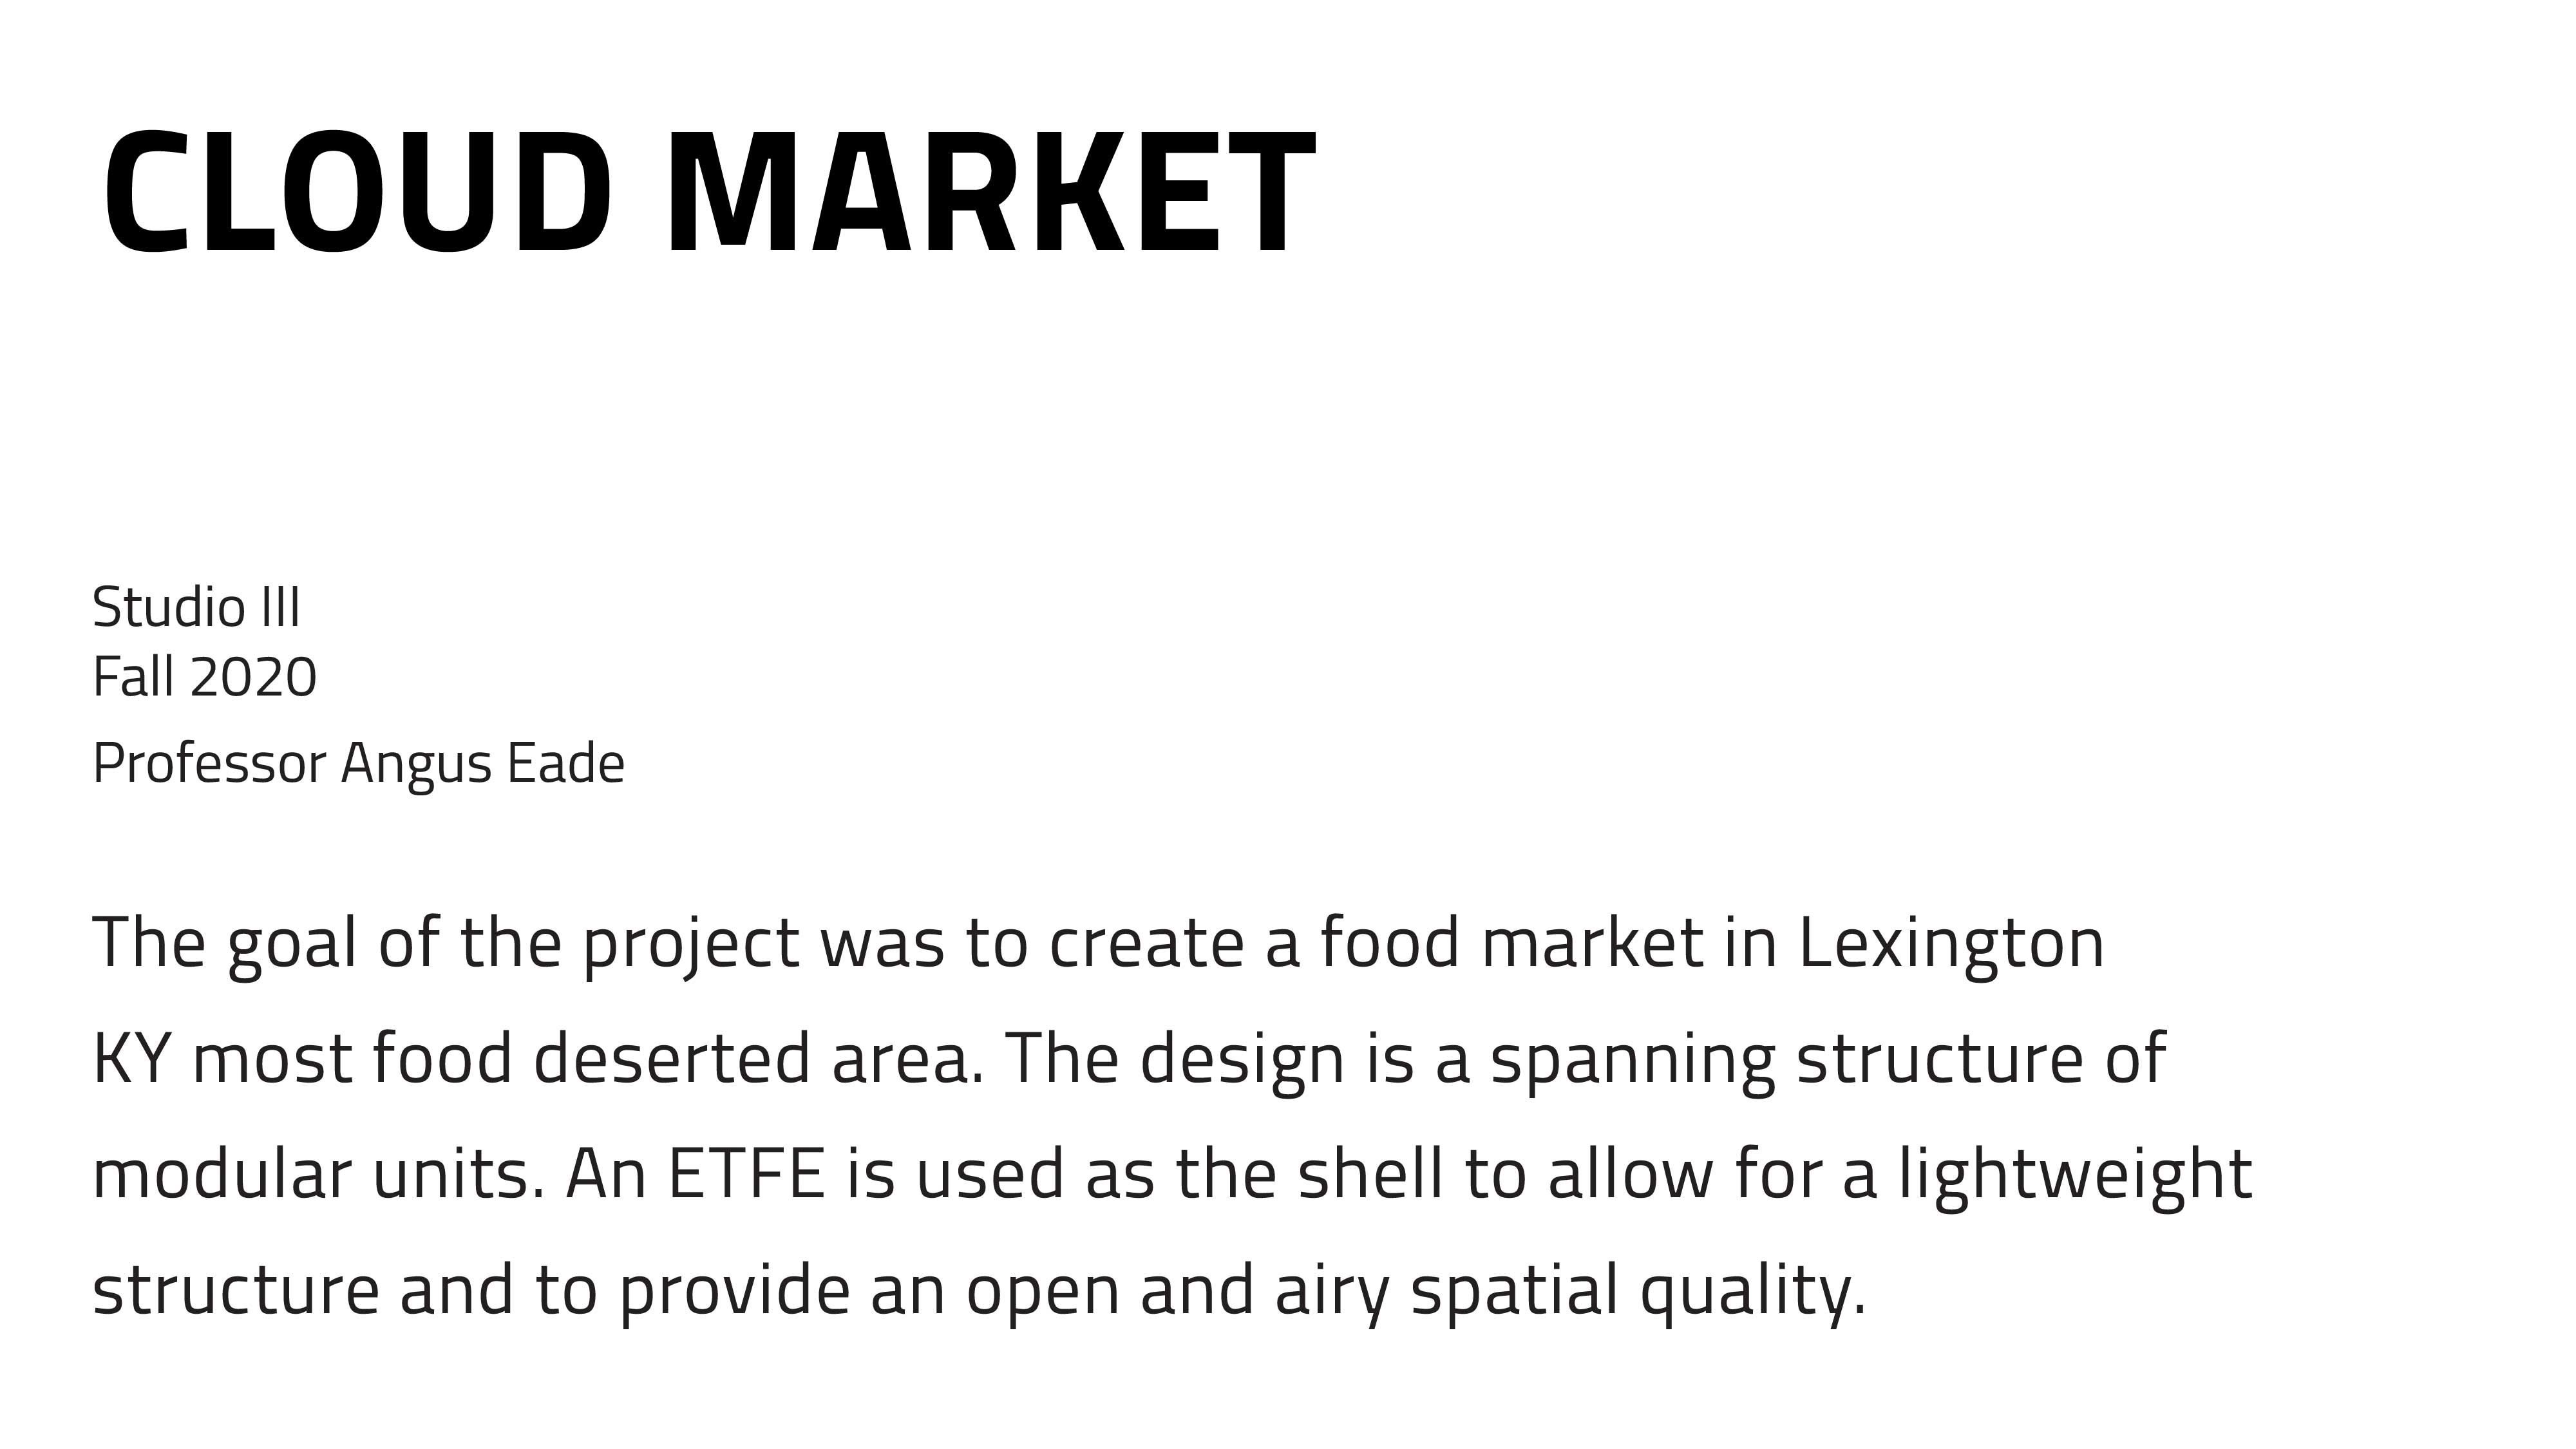 CLOUD MARKET
Studio III
Fall 2020
Professor Angus Eade
The goal of the project was to create a food market in Lexington
KY most food deserted area. The design is a spanning structure of
modular units. An ETFE is used as the shell to allow for a lightweight
structure and to provide an open and airy spatial quality.